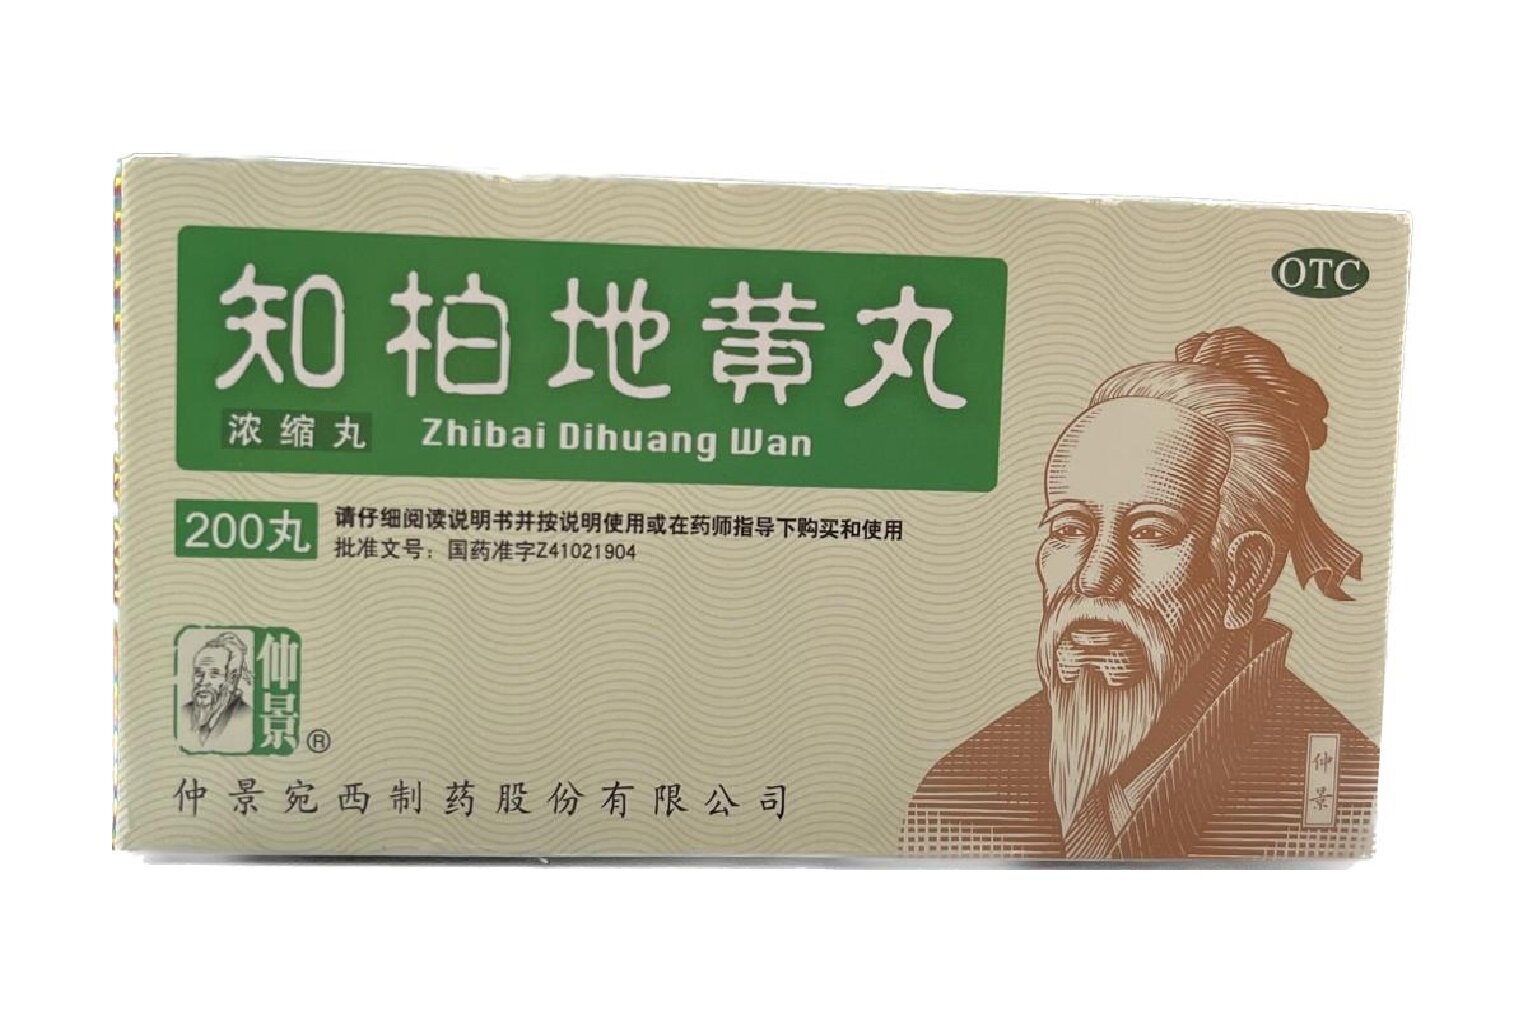 OTC
知柏地黄丸
浓缩丸 Zhibai Dihuang Wan
200丸
请仔细阅读说明书并按说明使用或在药师指导下购买和使用
批准文号：国药准字Z41021904
仲景®
仲景宛西制药股份有限公司
仲景